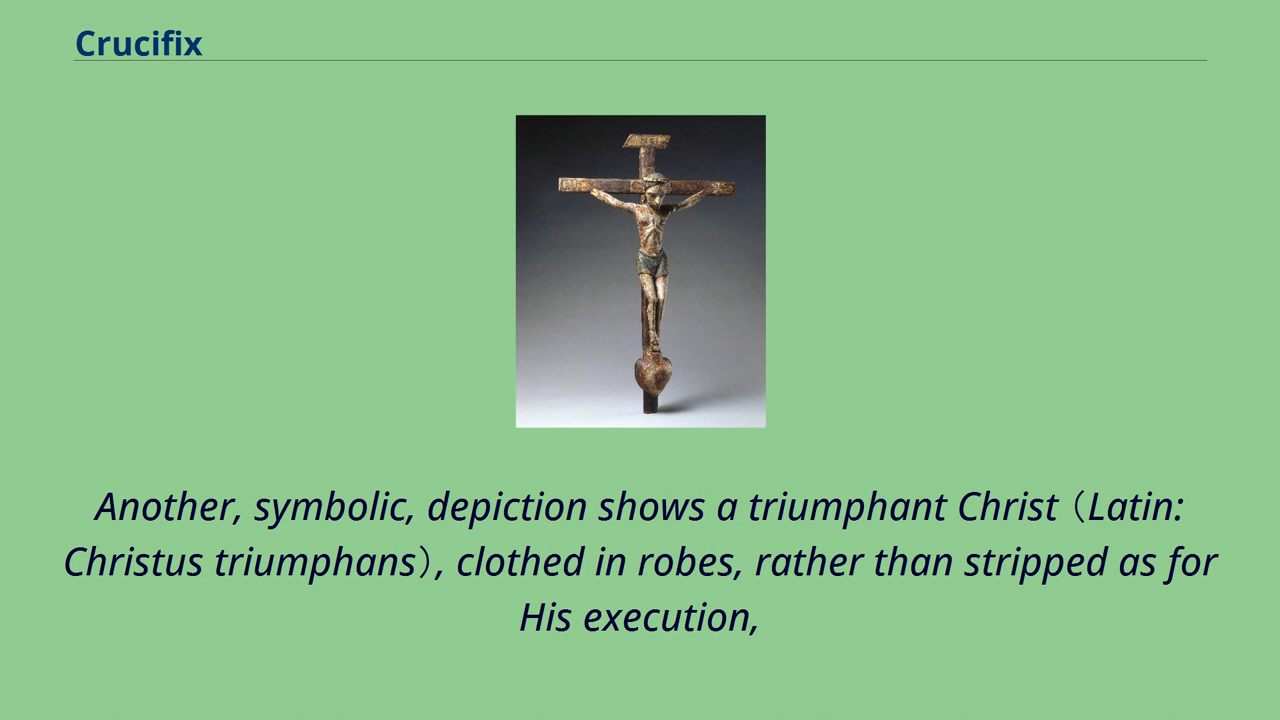 Crucifix
Another, symbolic, depiction shows a triumphant Christ（Latin:
Christus triumphans）, clothed in robes, rather than stripped as for
His execution,